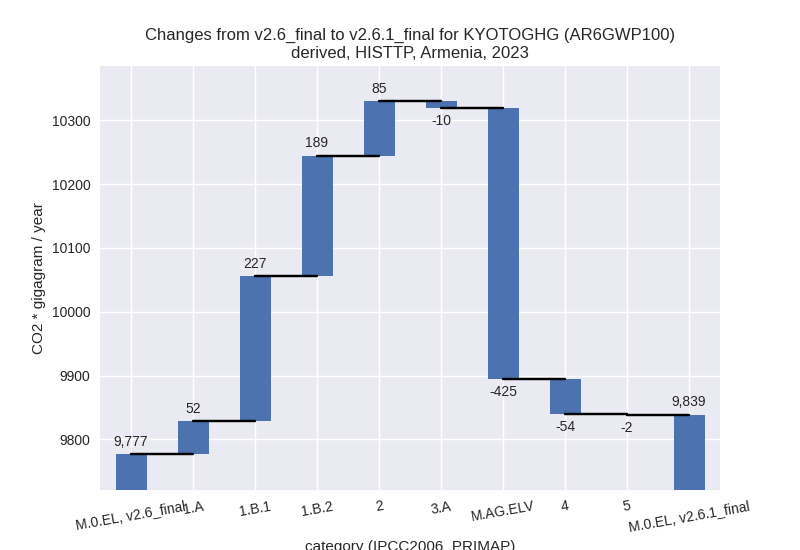 Changes from v2.6_final to v2.6.1_final for KYOTOGHG (AR6GWP100)
derived, HISTTP, Armenia, 2023
CO2 * gigagram / year
10300
10200
10100
10000
9900
9800
9,777
52
227
189
85
-10
-425
-54
-2
9,839
M.0.EL, v2.6_final
1.A
1.B.1
1.B.2
2
3.A
M.AG.ELV
4
5
M.0.EL, v2.6.1_final
category (IPCC2006_PRIMAP)